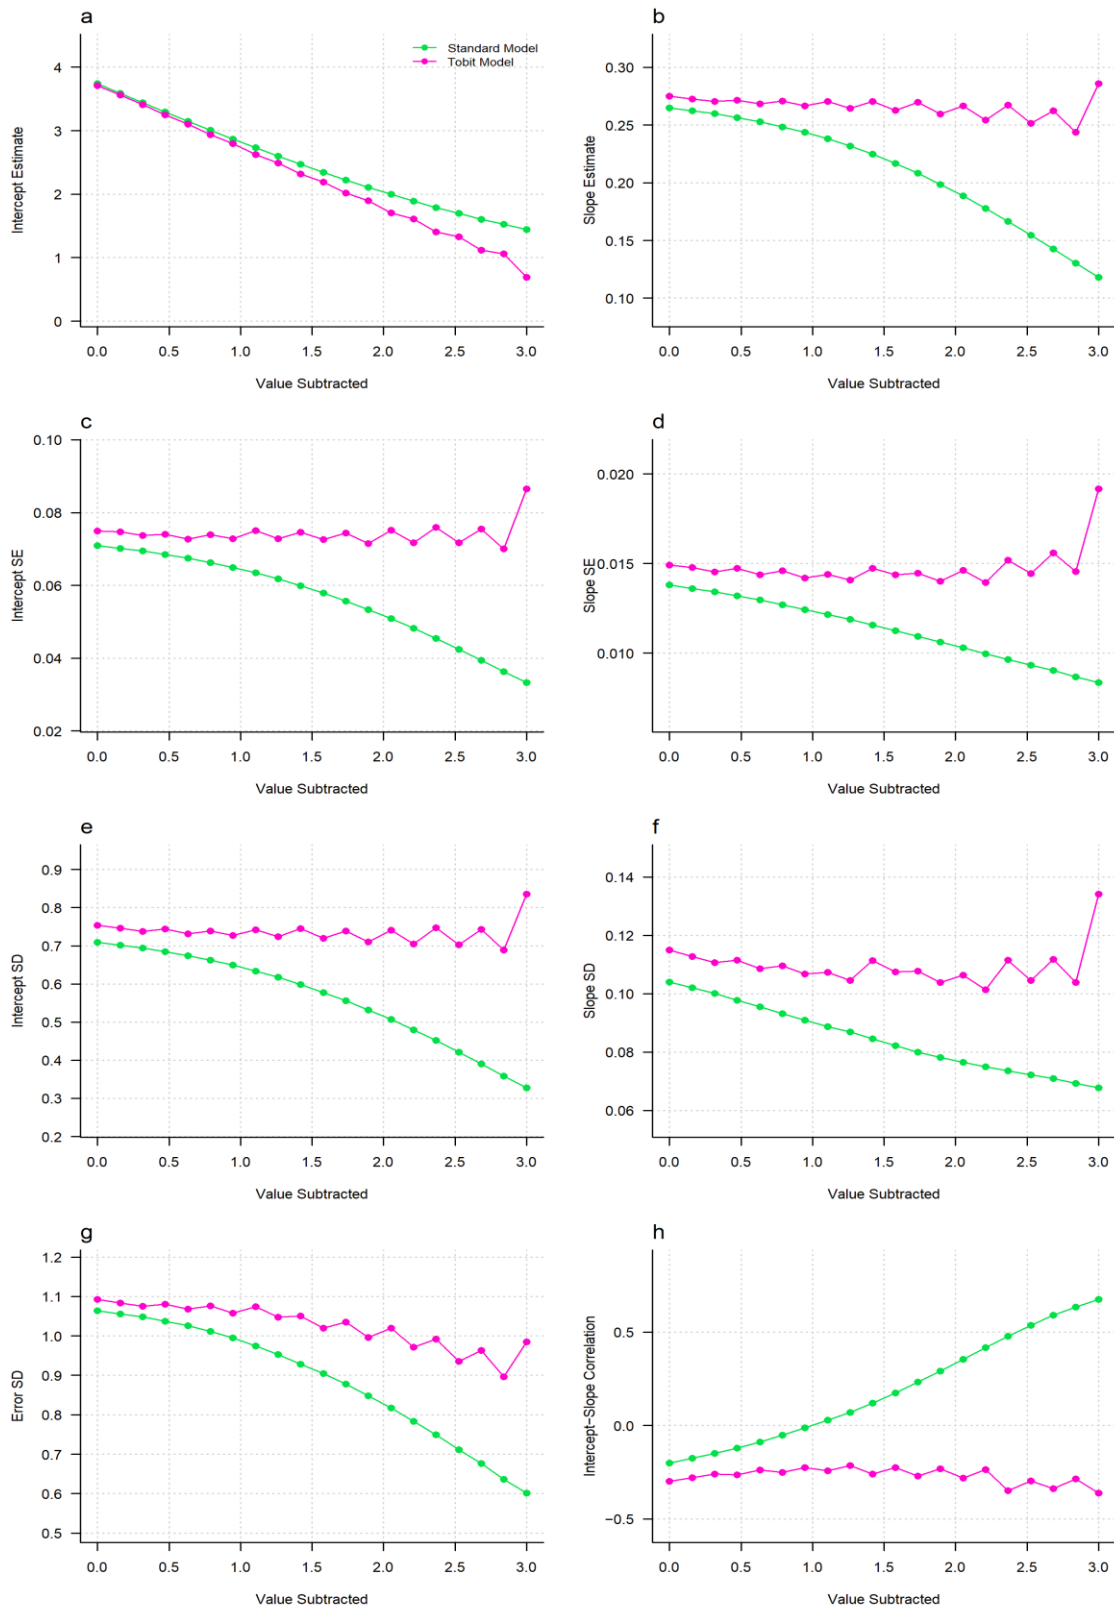 a
Standard Model
Tobit Model
4
3
2
1
0
Intercept Estimate
0.0 0.5 1.0 1.5 2.0 2.5 3.0
Value Subtracted
b
0.30
0.25
0.20
0.15
0.10
Slope Estimate
0.0 0.5 1.0 1.5 2.0 2.5 3.0
Value Subtracted
c
0.10
0.08
0.06
0.04
0.02
Intercept SE
0.0 0.5 1.0 1.5 2.0 2.5 3.0
Value Subtracted
d
0.020
0.015
0.010
Slope SE
0.0 0.5 1.0 1.5 2.0 2.5 3.0
Value Subtracted
e
0.9
0.8
0.7
0.6
0.5
0.4
0.3
0.2
Intercept SD
0.0 0.5 1.0 1.5 2.0 2.5 3.0
Value Subtracted
f
0.14
0.12
0.10
0.08
0.06
Slope SD
0.0 0.5 1.0 1.5 2.0 2.5 3.0
Value Subtracted
g
1.2
1.1
1.0
0.9
0.8
0.7
0.6
0.5
Error SD
0.0 0.5 1.0 1.5 2.0 2.5 3.0
Value Subtracted
h
0.5
0.0
−0.5
Intercept−Slope Correlation
0.0 0.5 1.0 1.5 2.0 2.5 3.0
Value Subtracted